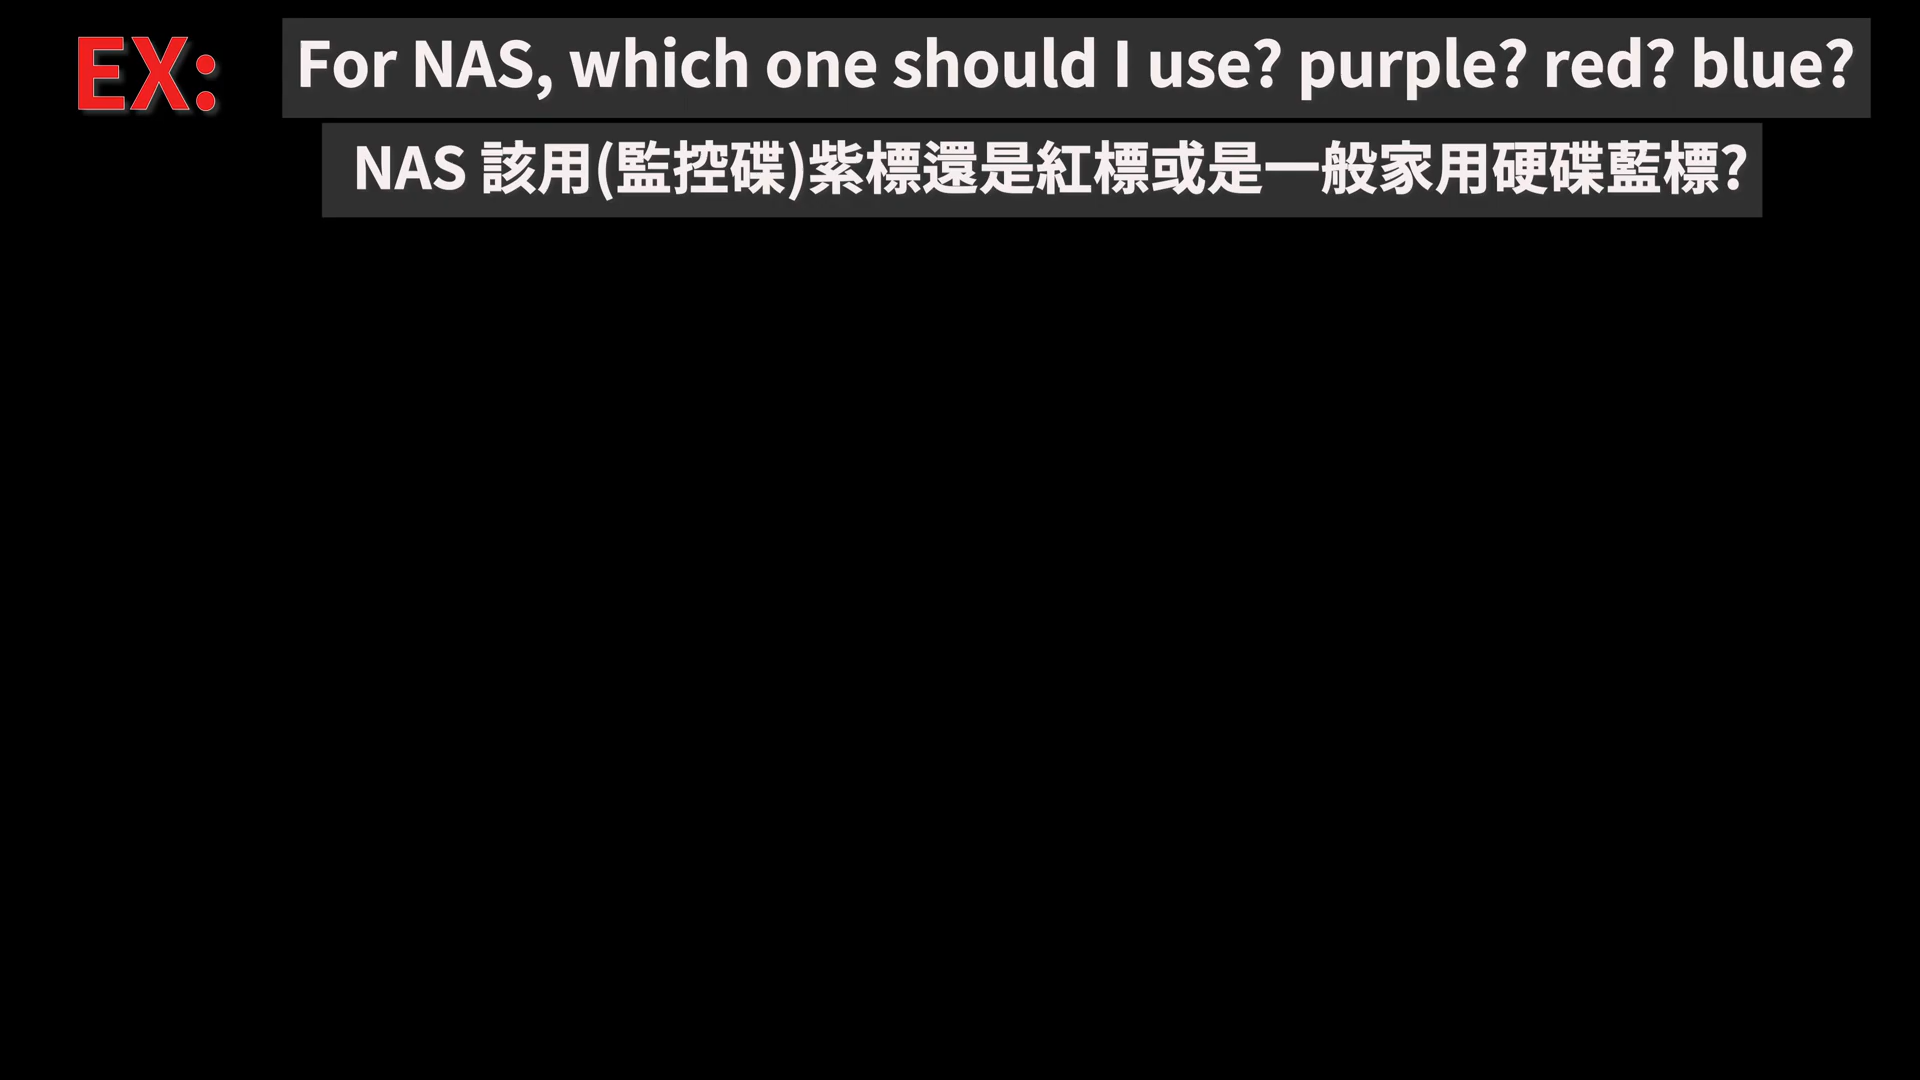 EX: For NAS, which one should I use? purple? red? blue?
NAS 該用(監控碟)紫標還是紅標或是一般家用硬碟藍標?